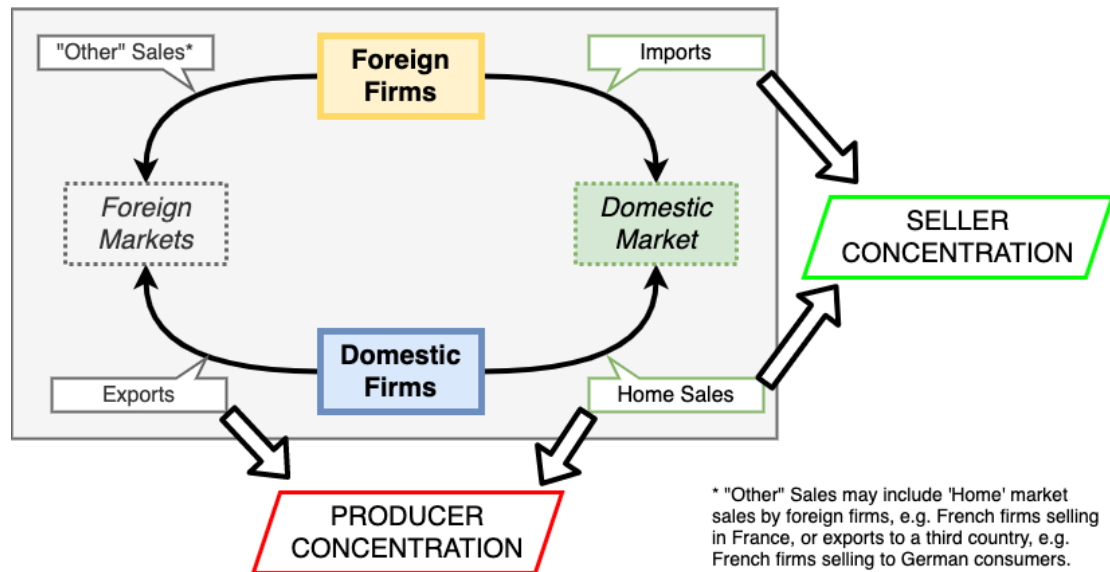 "Other" Sales*
Foreign
Firms
Imports
Foreign
Markets
Domestic
Market
SELLER
CONCENTRATION
Exports
Domestic
Firms
Home Sales
PRODUCER
CONCENTRATION
* "Other" Sales may include 'Home' market
sales by foreign firms, e.g. French firms selling
in France, or exports to a third country, e.g.
French firms selling to German consumers.